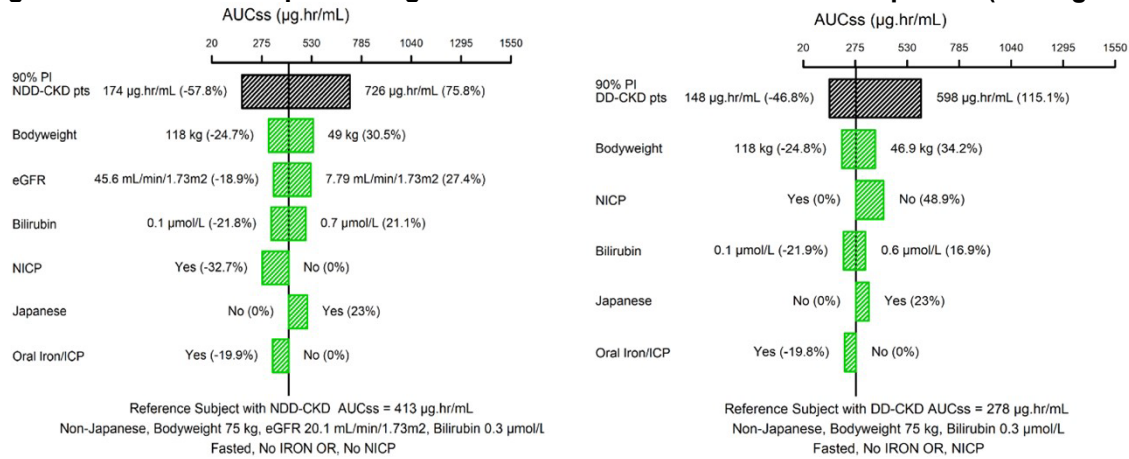 AUCss (µg.hr/mL)
20 275 530 785 1040 1295 1550
90% PI
NDD-CKD pts 174 µg.hr/mL (-57.8%) 726 µg.hr/mL (75.8%)
Bodyweight 118 kg (-24.7%) 49 kg (30.5%)
eGFR 45.6 mL/min/1.73m2 (-18.9%) 7.79 mL/min/1.73m2 (27.4%)
Bilirubin 0.1 µmol/L (-21.8%) 0.7 µmol/L (21.1%)
NICP Yes (-32.7%) No (0%)
Japanese No (0%) Yes (23%)
Oral Iron/ICP Yes (-19.9%) No (0%)
Reference Subject with NDD-CKD AUCss = 413 µg.hr/mL
Non-Japanese, Bodyweight 75 kg, eGFR 20.1 mL/min/1.73m2, Bilirubin 0.3 µmol/L
Fasted, No IRON OR, No NICP
AUCss (µg.hr/mL)
20 275 530 785 1040 1295 1550
90% PI
DD-CKD pts 148 µg.hr/mL (-46.8%) 598 µg.hr/mL (115.1%)
Bodyweight 118 kg (-24.8%) 46.9 kg (34.2%)
NICP Yes (0%) No (48.9%)
Bilirubin 0.1 µmol/L (-21.9%) 0.6 µmol/L (16.9%)
Japanese No (0%) Yes (23%)
Oral Iron/ICP Yes (-19.8%) No (0%)
Reference Subject with DD-CKD AUCss = 278 µg.hr/mL
Non-Japanese, Bodyweight 75 kg, Bilirubin 0.3 µmol/L
Fasted, No IRON OR, NICP